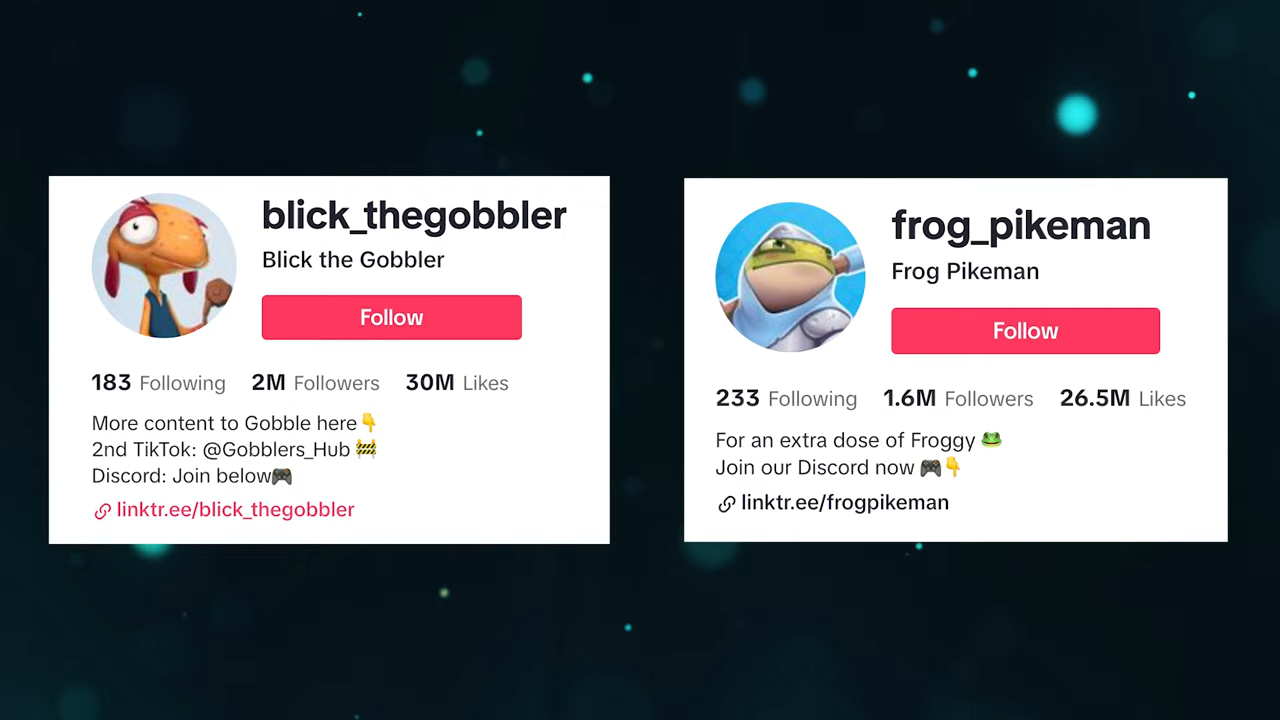 blick_thegobbler
Blick the Gobbler
Follow
183 Following 2M Followers 30M Likes
More content to Gobble here👇
2nd TikTok: @Gobblers_Hub 🚧
Discord: Join below🎮
linktr.ee/blick_thegobbler
frog_pikeman
Frog Pikeman
Follow
233 Following 1.6M Followers 26.5M Likes
For an extra dose of Froggy 🐸
Join our Discord now 🎮👇
linktr.ee/frogpikeman